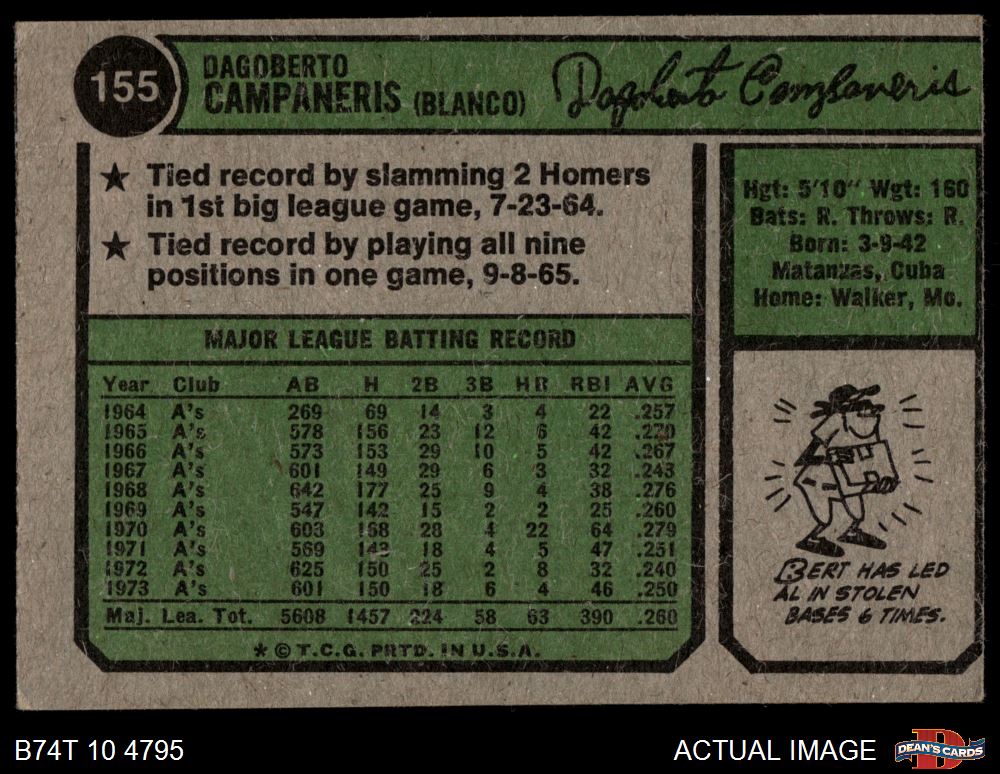 155
DAGOBERTO
CAMPANERIS (BLANCO)
Dagoberto Campaneris
★ Tied record by slamming 2 Homers
in 1st big league game, 7-23-64.
★ Tied record by playing all nine
positions in one game, 9-8-65.
Hgt: 5'10" Wgt: 160
Bats: R. Throws: R.
Born: 3-9-42
Matanzas, Cuba
Home: Walker, Mo.
MAJOR LEAGUE BATTING RECORD
Year Club AB H 2B 3B HR RBI AVG
1964 A's 269 69 14 3 4 22 .257
1965 A's 578 156 23 12 6 42 .270
1966 A's 573 153 29 10 5 42 .267
1967 A's 601 149 29 6 3 32 .248
1968 A's 642 177 25 9 4 38 .276
1969 A's 547 142 15 2 2 25 .260
1970 A's 603 168 28 4 22 64 .279
1971 A's 569 143 18 4 5 47 .251
1972 A's 625 150 25 2 8 32 .240
1973 A's 601 150 18 6 4 46 .250
Maj. Lea. Tot. 5608 1457 224 58 63 390 .260
* © T.C.G. PRTD. IN U.S.A.
BERT HAS LED
AL IN STOLEN
BASES 6 TIMES.
B74T 10 4795
ACTUAL IMAGE
DEAN'S CARDS